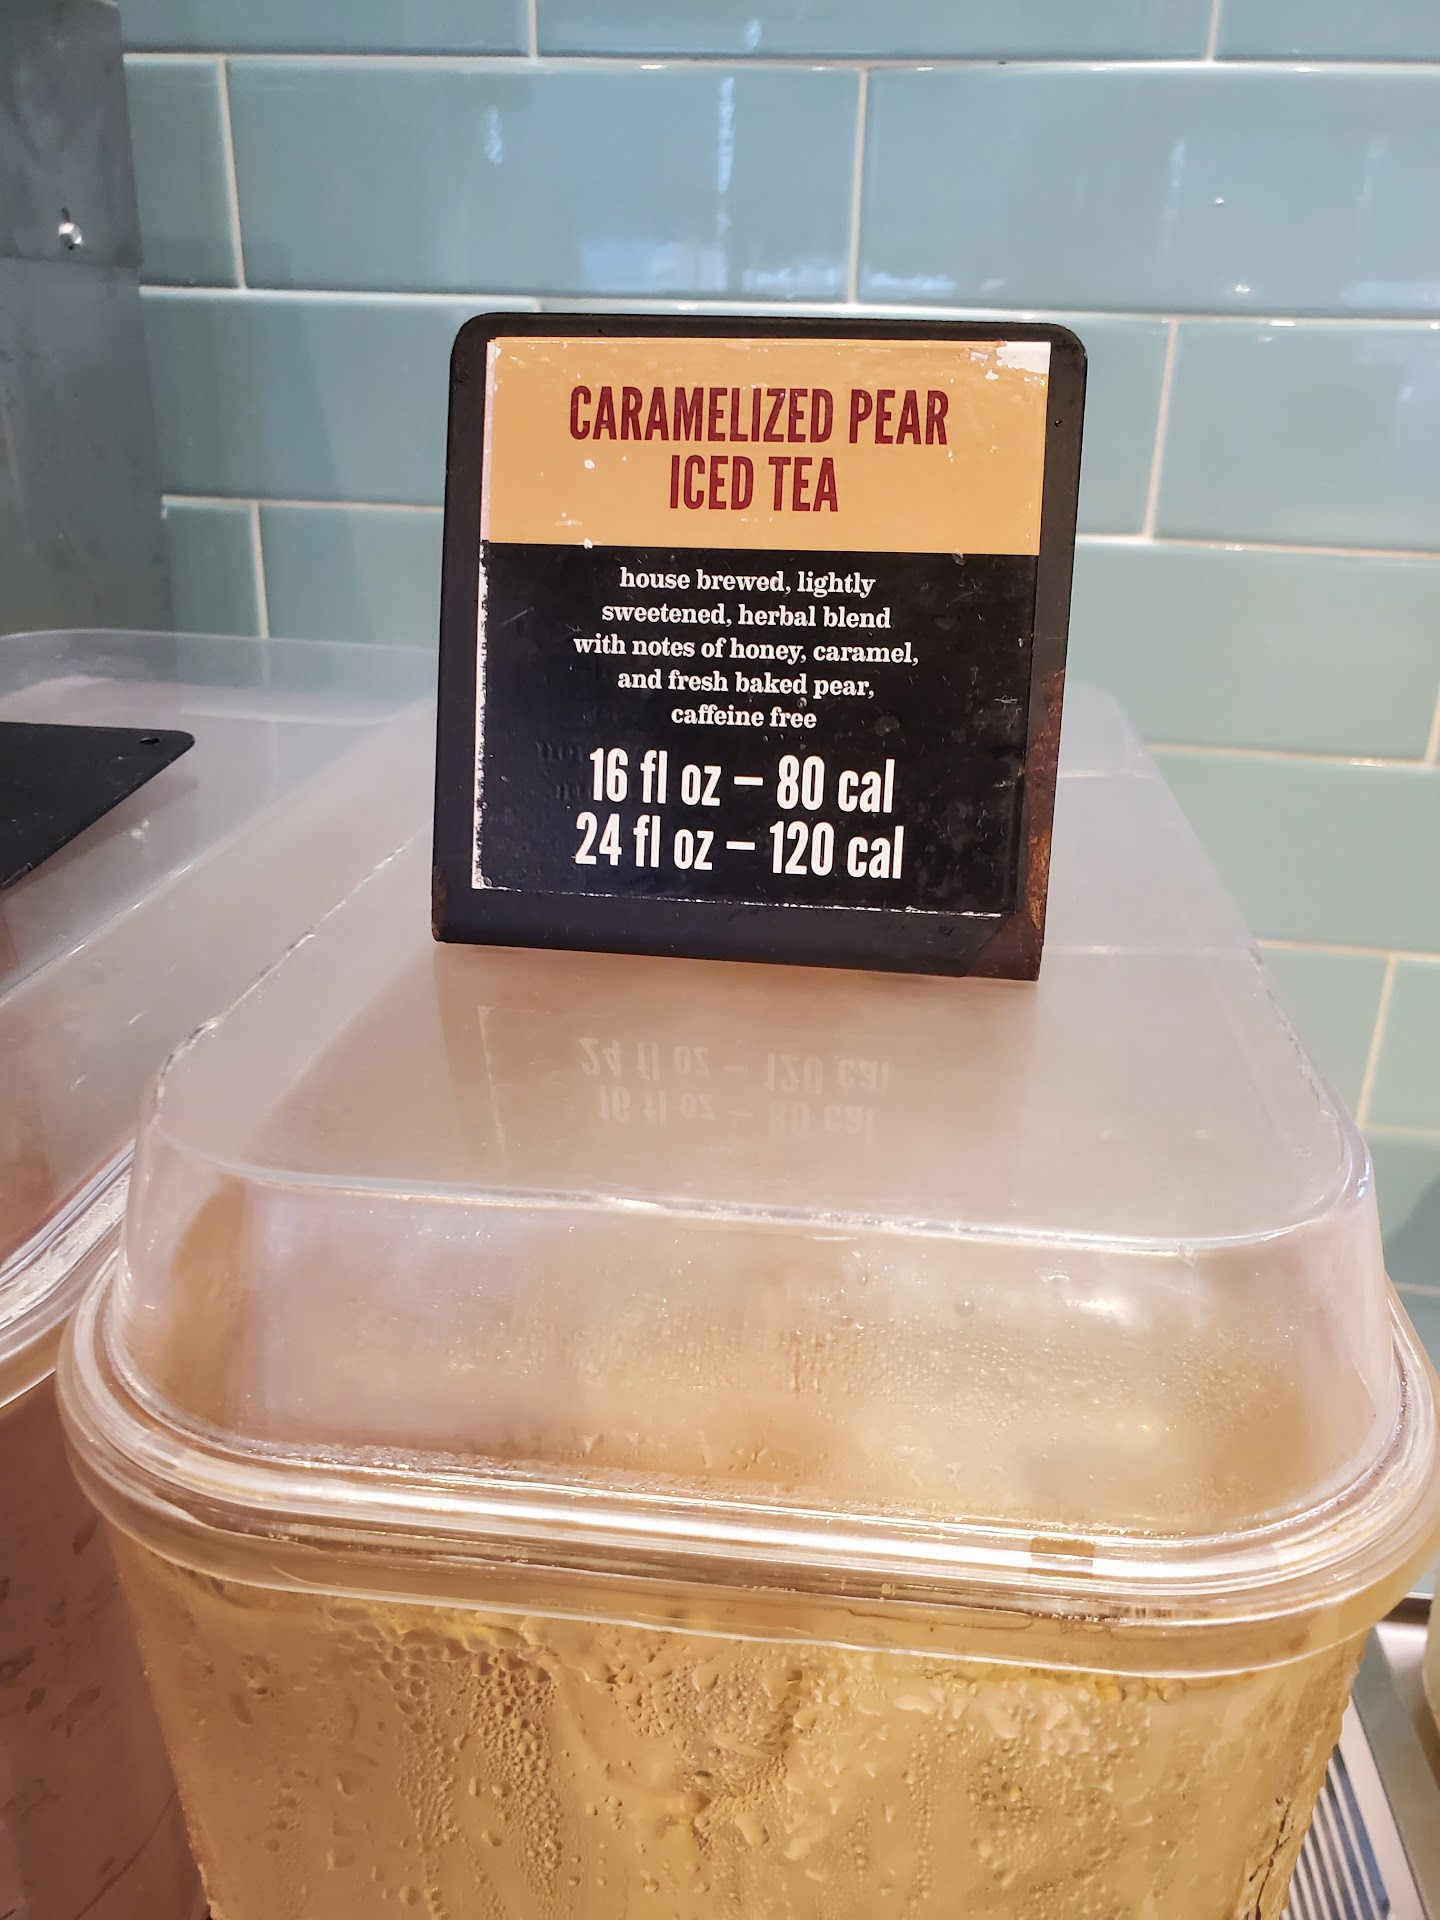 CARAMELIZED PEAR
ICED TEA
house brewed, lightly
sweetened, herbal blend
with notes of honey, caramel,
and fresh baked pear,
caffeine free
16 fl oz – 80 cal
24 fl oz – 120 cal